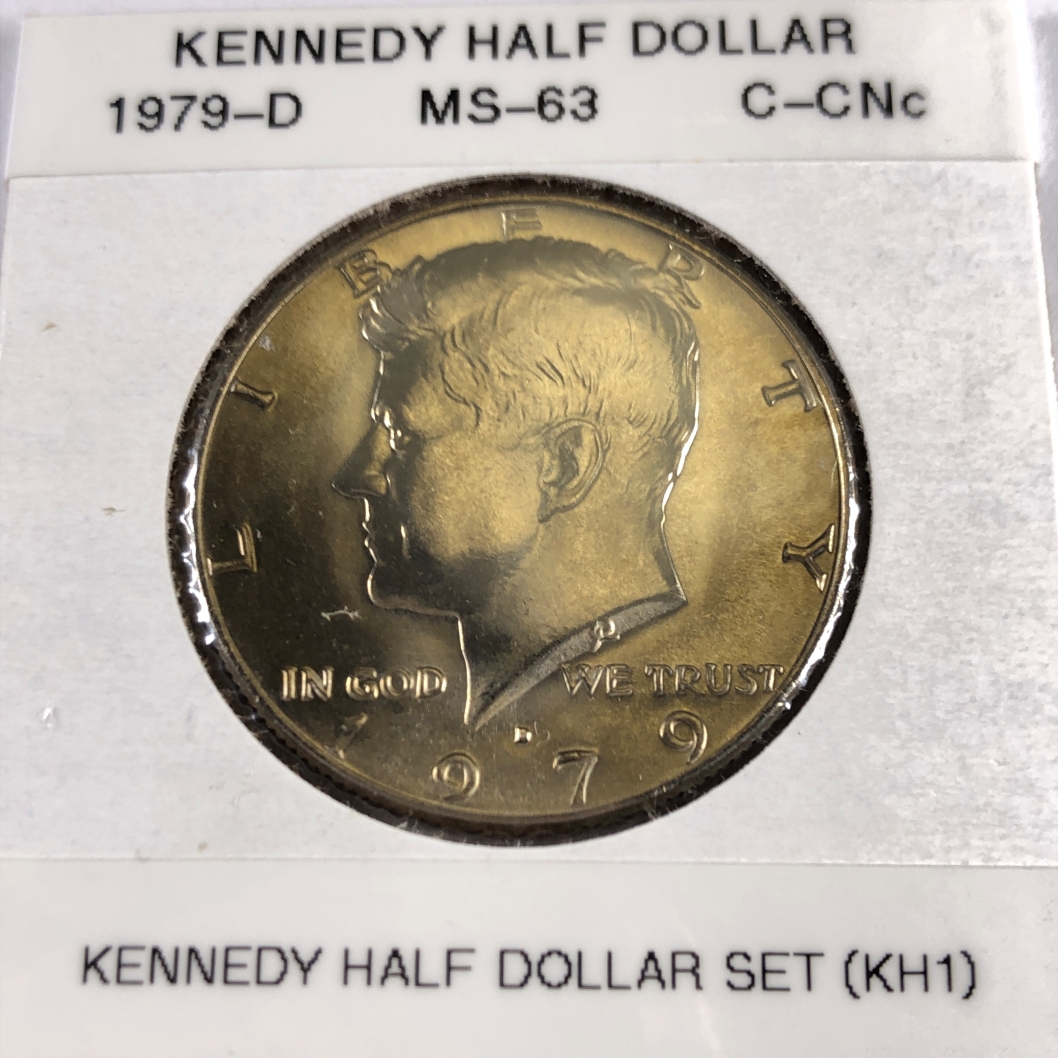 KENNEDY HALF DOLLAR
1979-D MS-63 C-CNc
LIBERTY
IN GOD WE TRUST
D
1979
KENNEDY HALF DOLLAR SET (KH1)